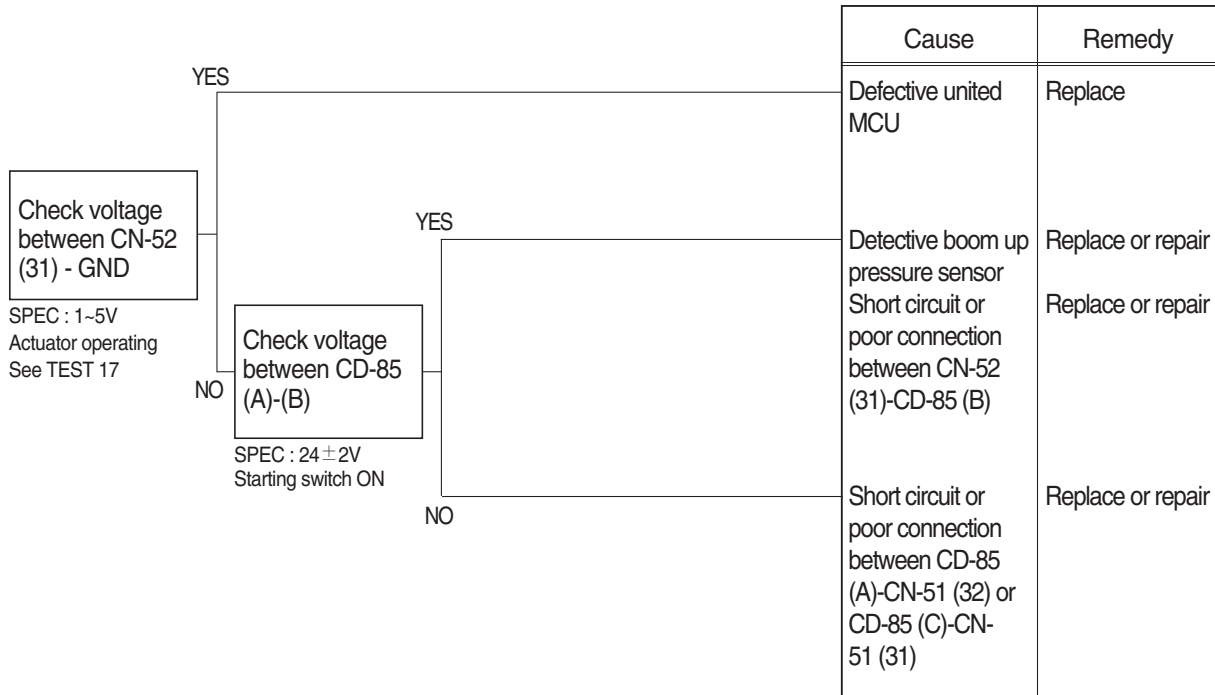 Cause Remedy
YES
Defective united Replace
MCU
Check voltage
between CN-52
(31) - GND
SPEC : 1~5V
Actuator operating
See TEST 17
YES
Detective boom up Replace or repair
pressure sensor
Short circuit or Replace or repair
poor connection
between CN-52
(31)-CD-85 (B)
NO
Check voltage
between CD-85
(A)-(B)
SPEC : 24±2V
Starting switch ON
NO
Short circuit or Replace or repair
poor connection
between CD-85
(A)-CN-51 (32) or
CD-85 (C)-CN-
51 (31)